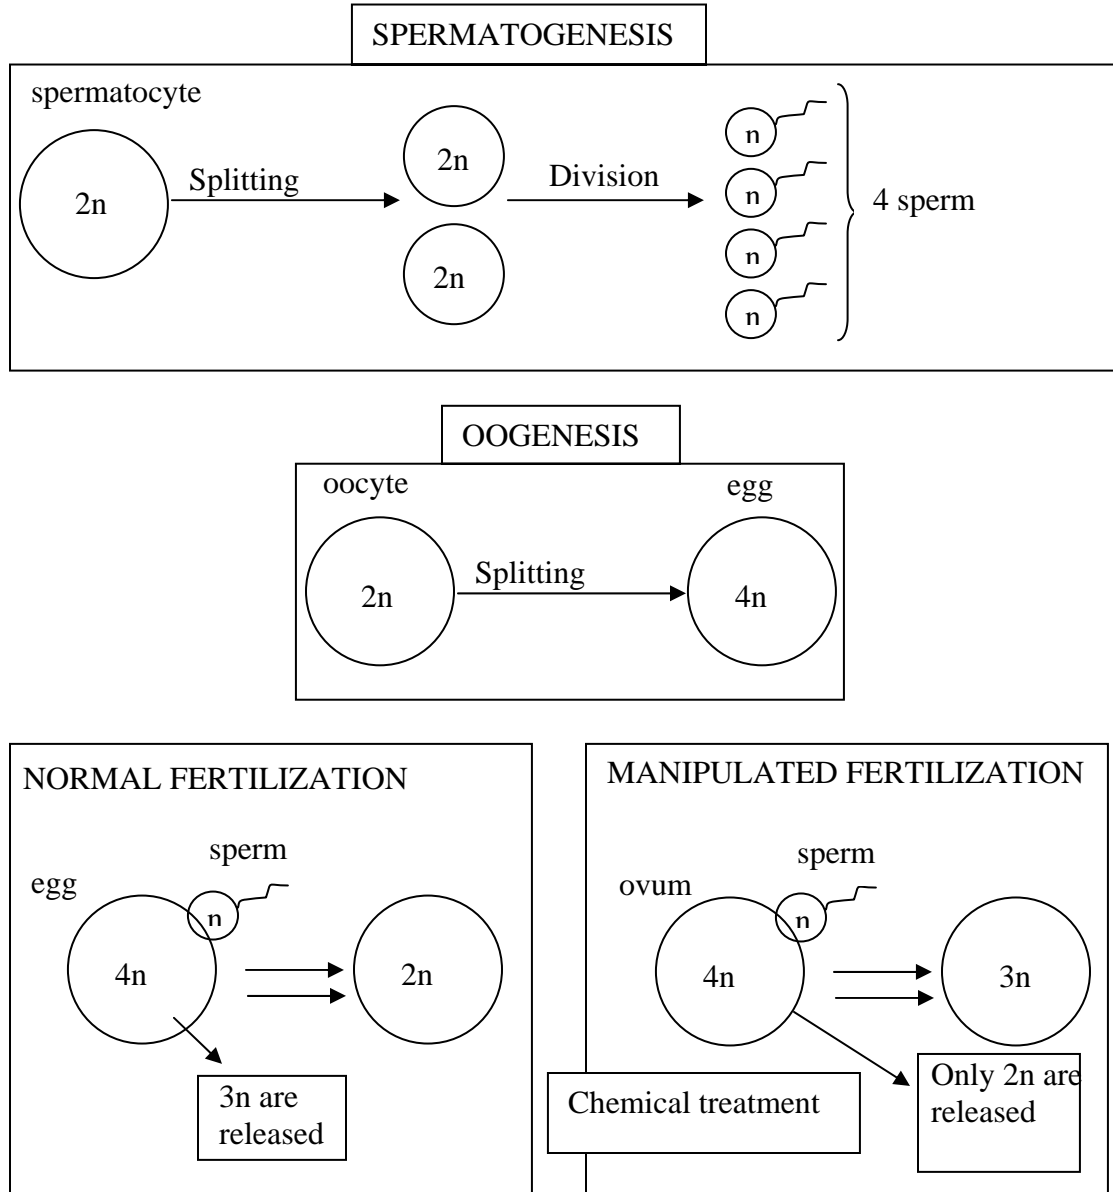 SPERMATOGENESIS
spermatocyte
2n
Splitting
2n
2n
Division
n
n
n
n
4 sperm
OOGENESIS
oocyte
egg
2n
Splitting
4n
NORMAL FERTILIZATION
sperm
egg
n
4n
2n
3n are
released
MANIPULATED FERTILIZATION
sperm
ovum
n
4n
3n
Chemical treatment
Only 2n are
released